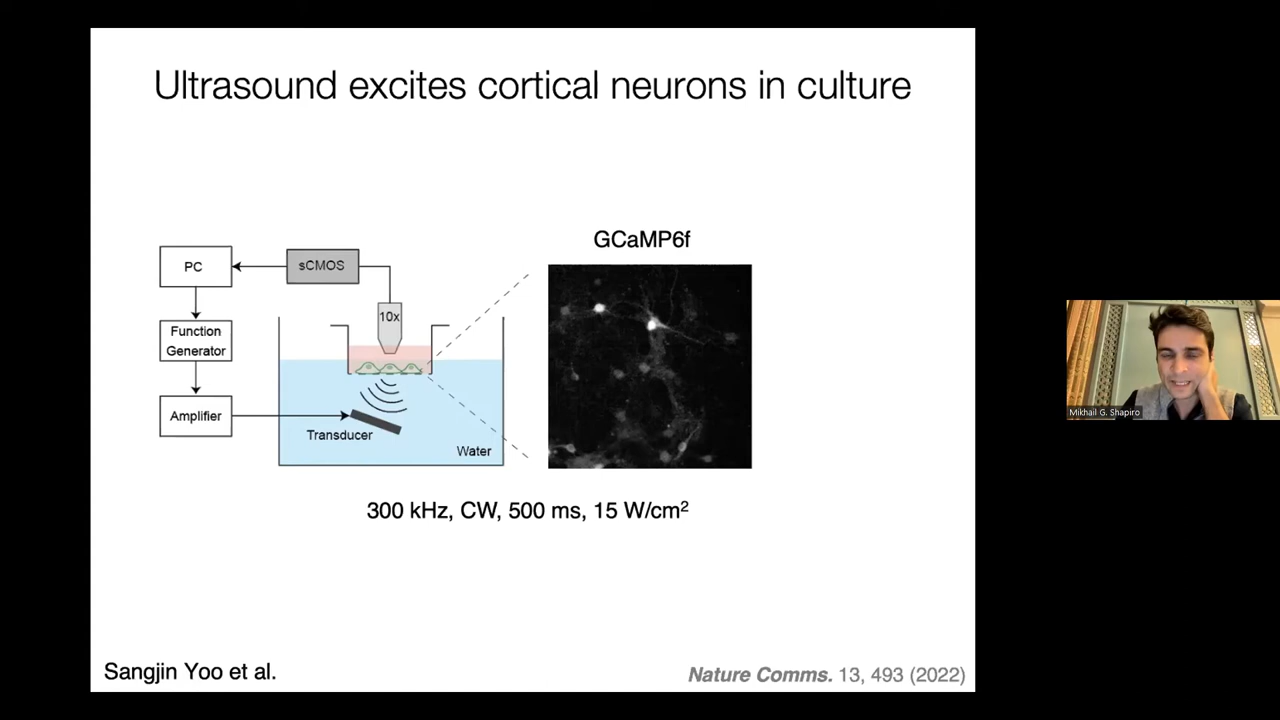 Ultrasound excites cortical neurons in culture
GCaMP6f
PC
sCMOS
10x
Function
Generator
Amplifier
Transducer
Water
300 kHz, CW, 500 ms, 15 W/cm²
Mikhail G. Shapiro
Sangjin Yoo et al.
Nature Comms. 13, 493 (2022)